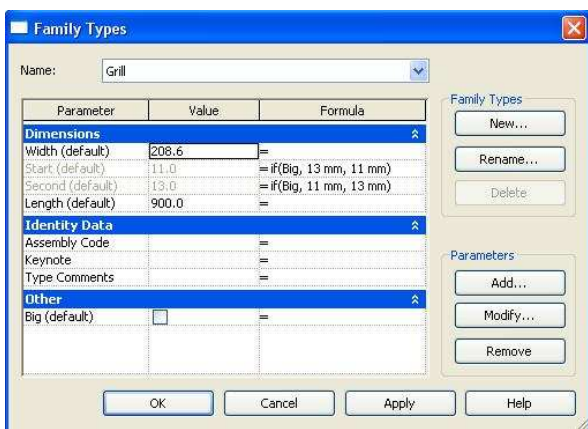 Family Types
Name: Grill
Parameter Value Formula
Dimensions
Width (default) 208.6 =
Start (default) 11.0 = if(Big, 13 mm, 11 mm)
Second (default) 13.0 = if(Big, 11 mm, 13 mm)
Length (default) 900.0 =
Identity Data
Assembly Code =
Keynote =
Type Comments =
Other
Big (default) =
Family Types
New...
Rename...
Delete
Parameters
Add...
Modify...
Remove
OK Cancel Apply Help